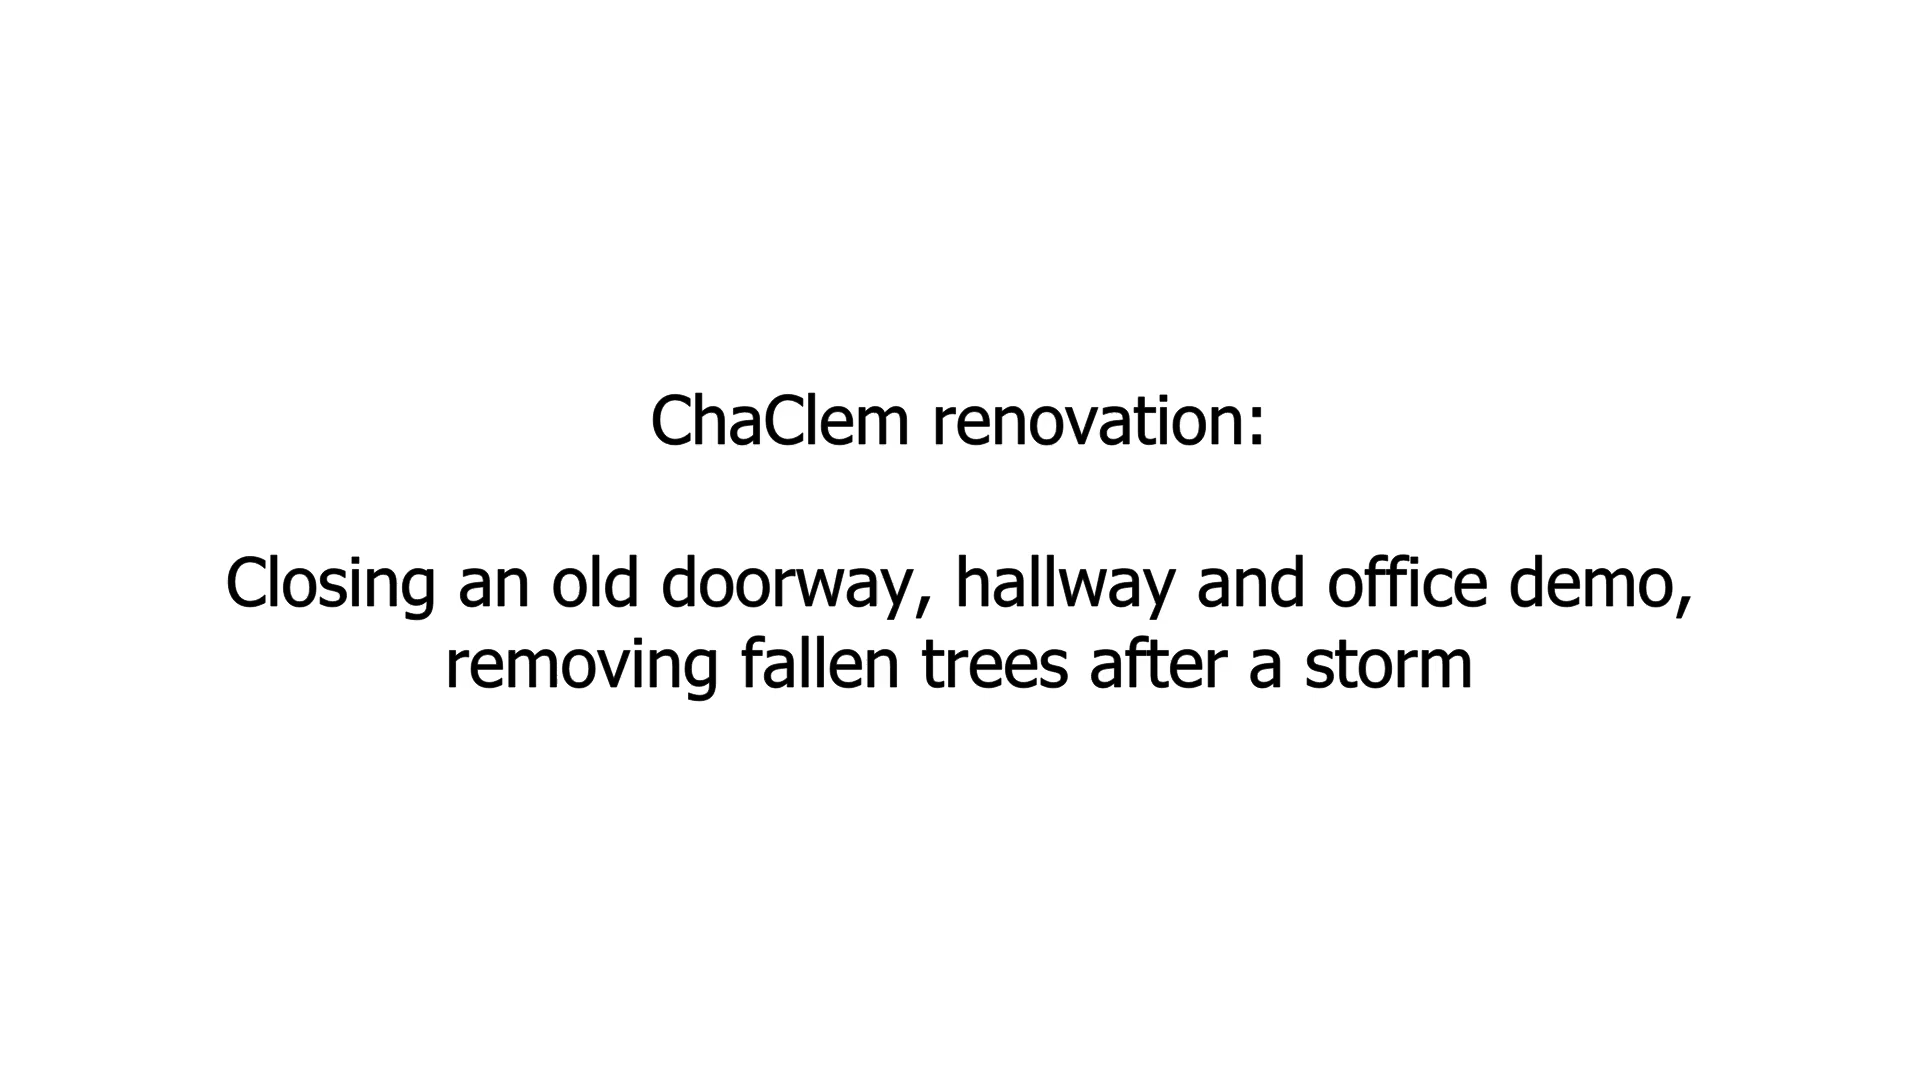 ChaClem renovation:
Closing an old doorway, hallway and office demo,
removing fallen trees after a storm